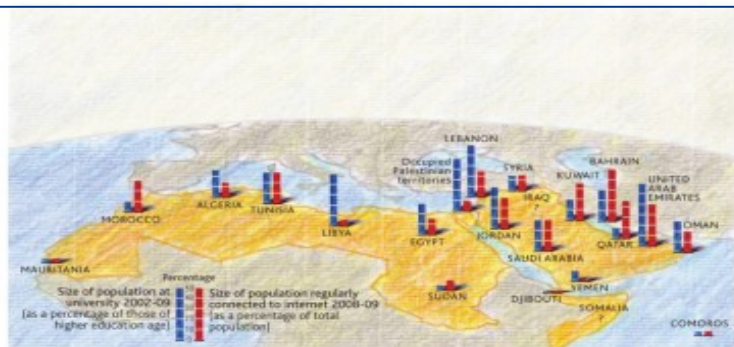 LEBANON
Occupied
Palestinian
territories
SYRIA
BAHRAIN
KUWAIT
UNITED
ARAB
EMIRATES
IRAQ
?
ALGERIA
TUNISIA
MOROCCO
LIBYA
EGYPT
JORDAN
QATAR
OMAN
SAUDI ARABIA
MAURITANIA
SUDAN
DJIBOUTI
YEMEN
SOMALIA
?
COMOROS
Percentage
Size of population at
university 2002-09
[as a percentage of those of
higher education age]
Size of population regularly
connected to internet 2008-09
[as a percentage of total
population]